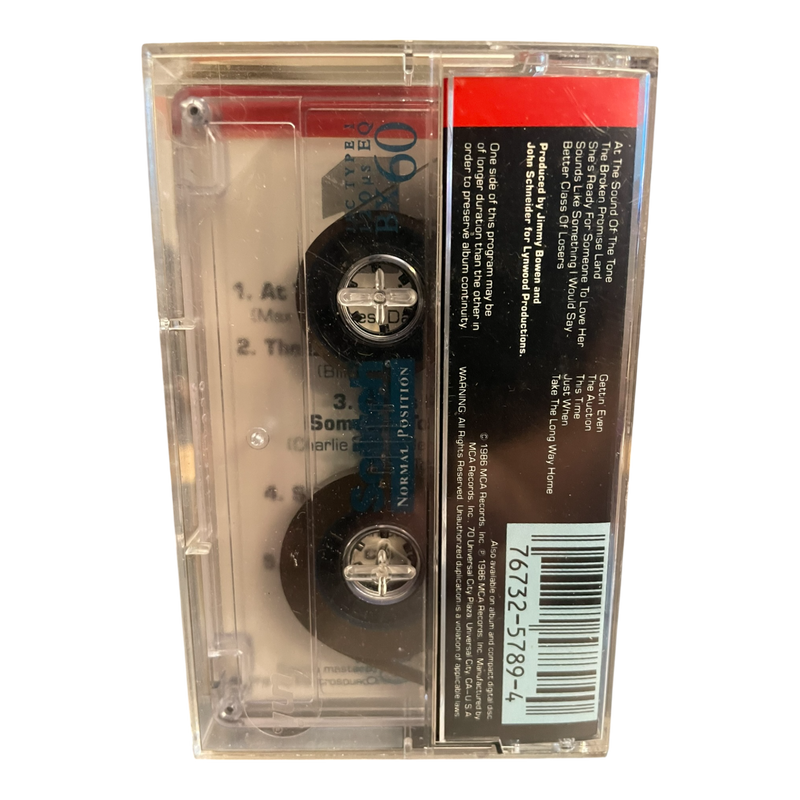 At The Sound Of The Tone
The Broken Promise Land
She's Ready For Someone To Love Her
Sounds Like Something I Would Say.
Better Class Of Losers
Gettin Even
The Auction
This Time
Just When
Take The Long Way Home
Produced by Jimmy Bowen and
John Schneider for Lynwood Productions.
One side of this program may be
of longer duration than the other in
order to preserve album continuity.
Also available on album and compact digital disc
© 1986 MCA Records, Inc. ℗ 1986 MCA Records, Inc. Manufactured by
MCA Records, Inc. 70 Universal City Plaza, Universal City, CA-U.S.A.
WARNING: All Rights Reserved. Unauthorized duplication is a violation of applicable laws
76732-5789-4
TYPE I
EQ
BX 60
NORMAL POSITION
1. At
2.
3.
(Charlie
4. S